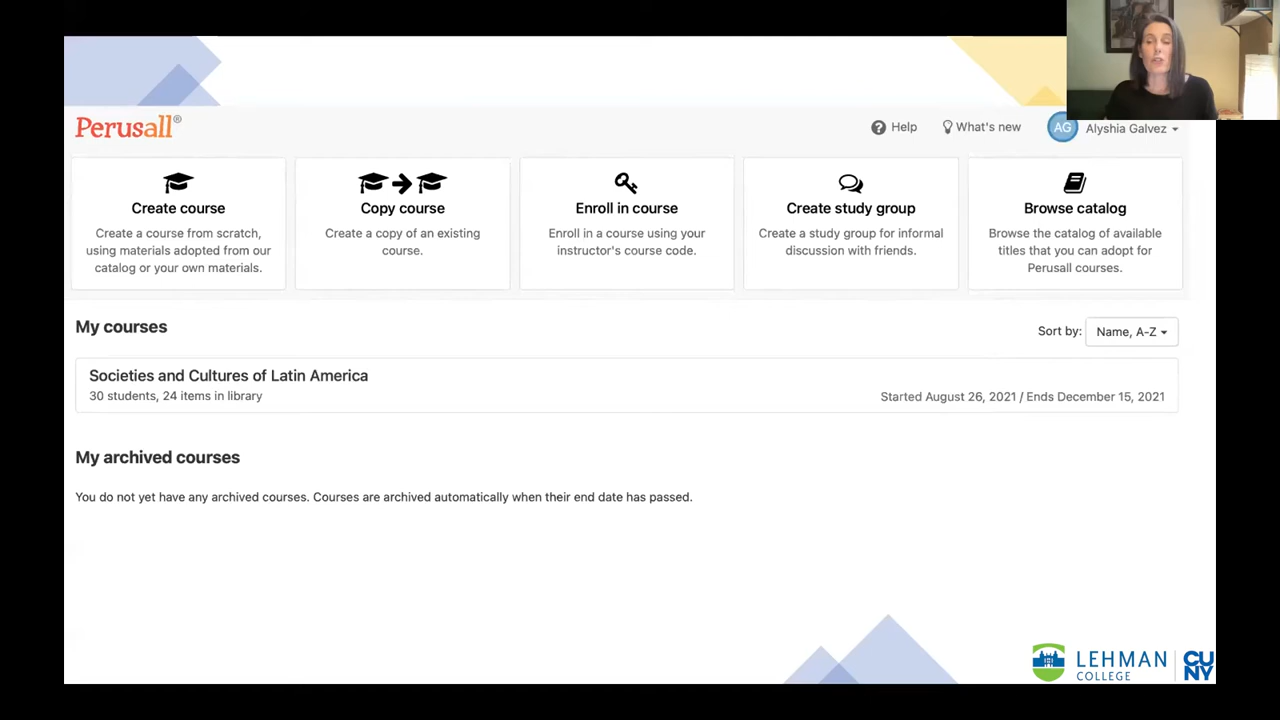 Perusall®
Help
What's new
AG
Alyshia Galvez
Create course
Create a course from scratch,
using materials adopted from our
catalog or your own materials.
Copy course
Create a copy of an existing
course.
Enroll in course
Enroll in a course using your
instructor's course code.
Create study group
Create a study group for informal
discussion with friends.
Browse catalog
Browse the catalog of available
titles that you can adopt for
Perusall courses.
My courses
Sort by: Name, A-Z
Societies and Cultures of Latin America
30 students, 24 items in library
Started August 26, 2021 / Ends December 15, 2021
My archived courses
You do not yet have any archived courses. Courses are archived automatically when their end date has passed.
LEHMAN
COLLEGE
CU
NY